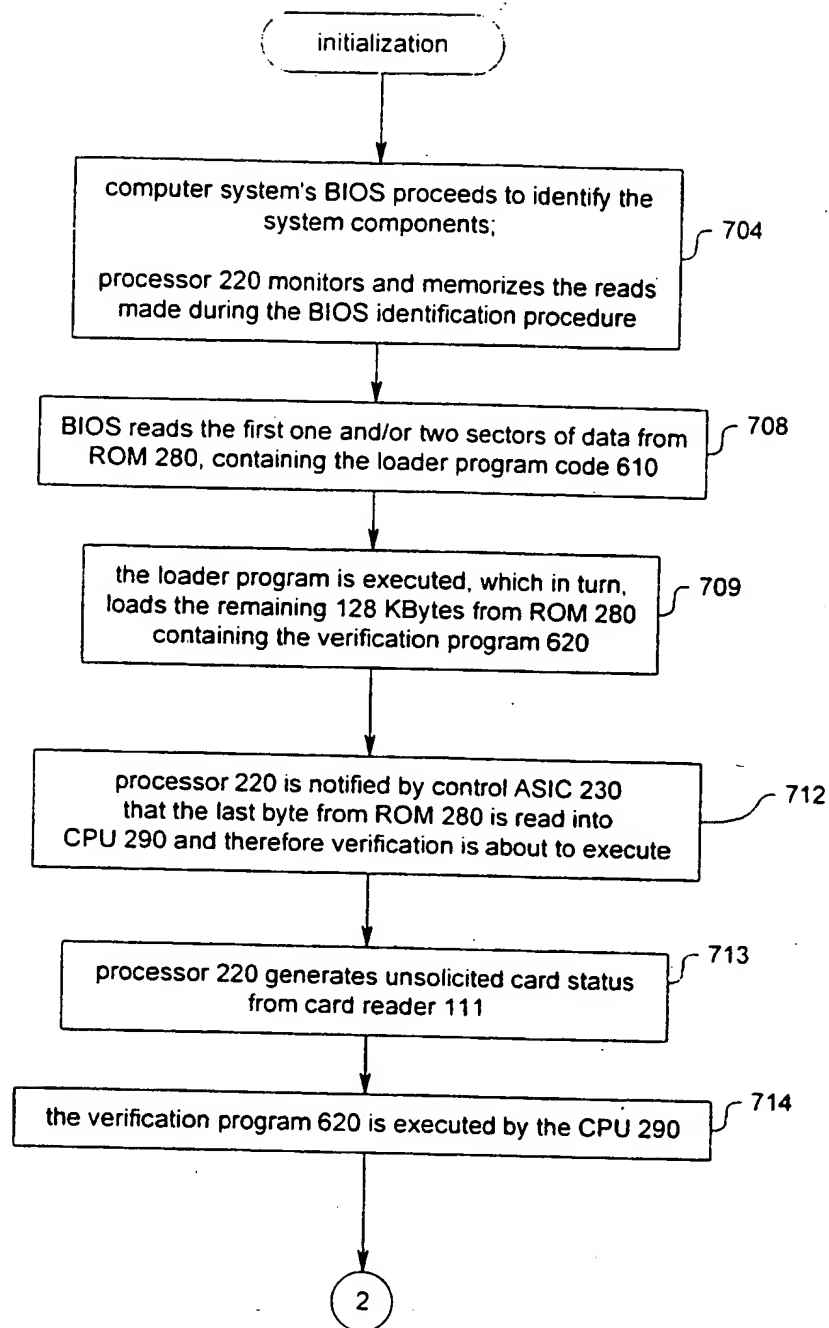 initialization
computer system's BIOS proceeds to identify the
system components;
processor 220 monitors and memorizes the reads
made during the BIOS identification procedure
704
BIOS reads the first one and/or two sectors of data from
ROM 280, containing the loader program code 610
708
the loader program is executed, which in turn,
loads the remaining 128 KBytes from ROM 280
containing the verification program 620
709
processor 220 is notified by control ASIC 230
that the last byte from ROM 280 is read into
CPU 290 and therefore verification is about to execute
712
processor 220 generates unsolicited card status
from card reader 111
713
the verification program 620 is executed by the CPU 290
714
2